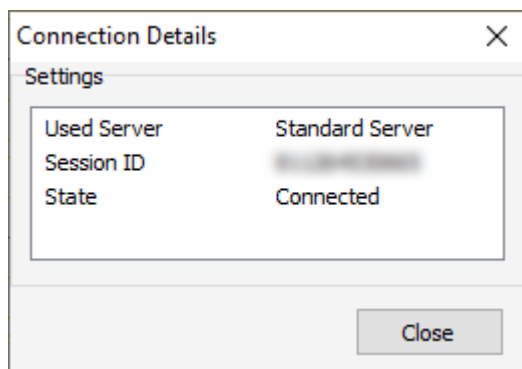 Connection Details
Settings
Used Server Standard Server
Session ID
State Connected
Close